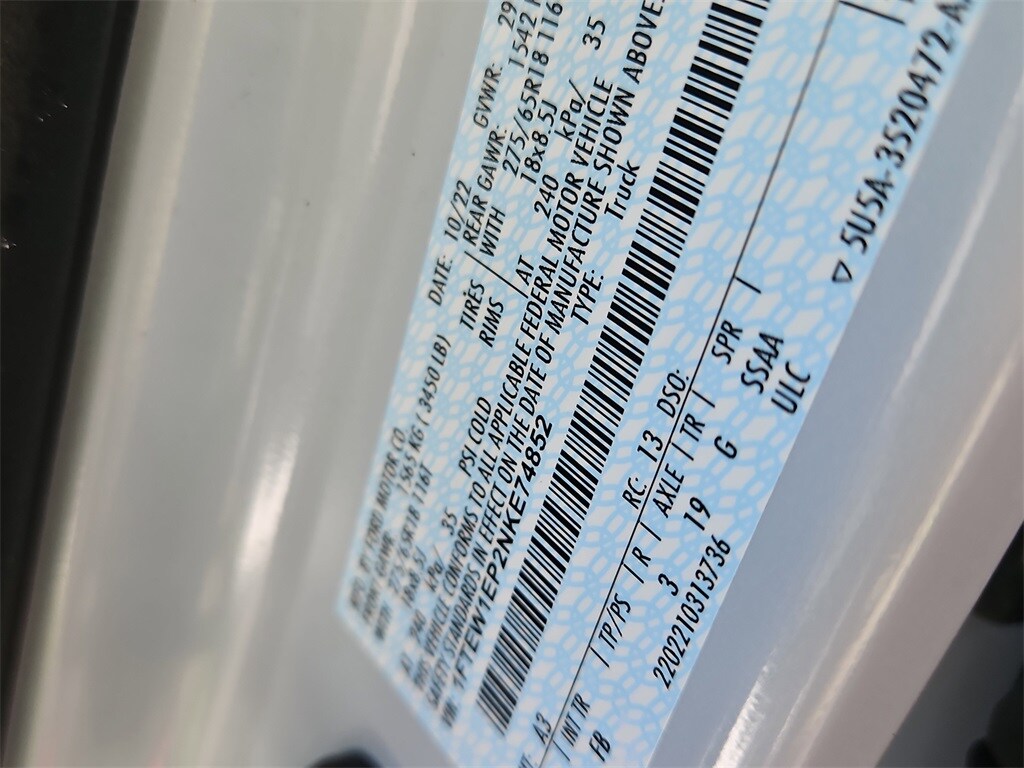 MFD. BY FORD MOTOR CO.
DATE: 10/22 GVWR: 29
FRONT GAWR: 1565 KG ( 3450 LB) REAR GAWR: 1542
WITH 275/65R18 116T TIRES WITH 275/65R18 116
18x8.5J RIMS 18x8.5J
AT 240 kPa/ 35 PSI COLD AT 240 kPa/ 35
THIS VEHICLE CONFORMS TO ALL APPLICABLE FEDERAL MOTOR VEHICLE
SAFETY STANDARDS IN EFFECT ON THE DATE OF MANUFACTURE SHOWN ABOVE.
VIN: 1FTEW1EP2NKE74852 TYPE: Truck
A3 RC: 13 DSO:
INT TR TP/PS R AXLE TR SPR
FB 3 19 G SSAA
ULC
2202210313736 5U5A-3520472-A